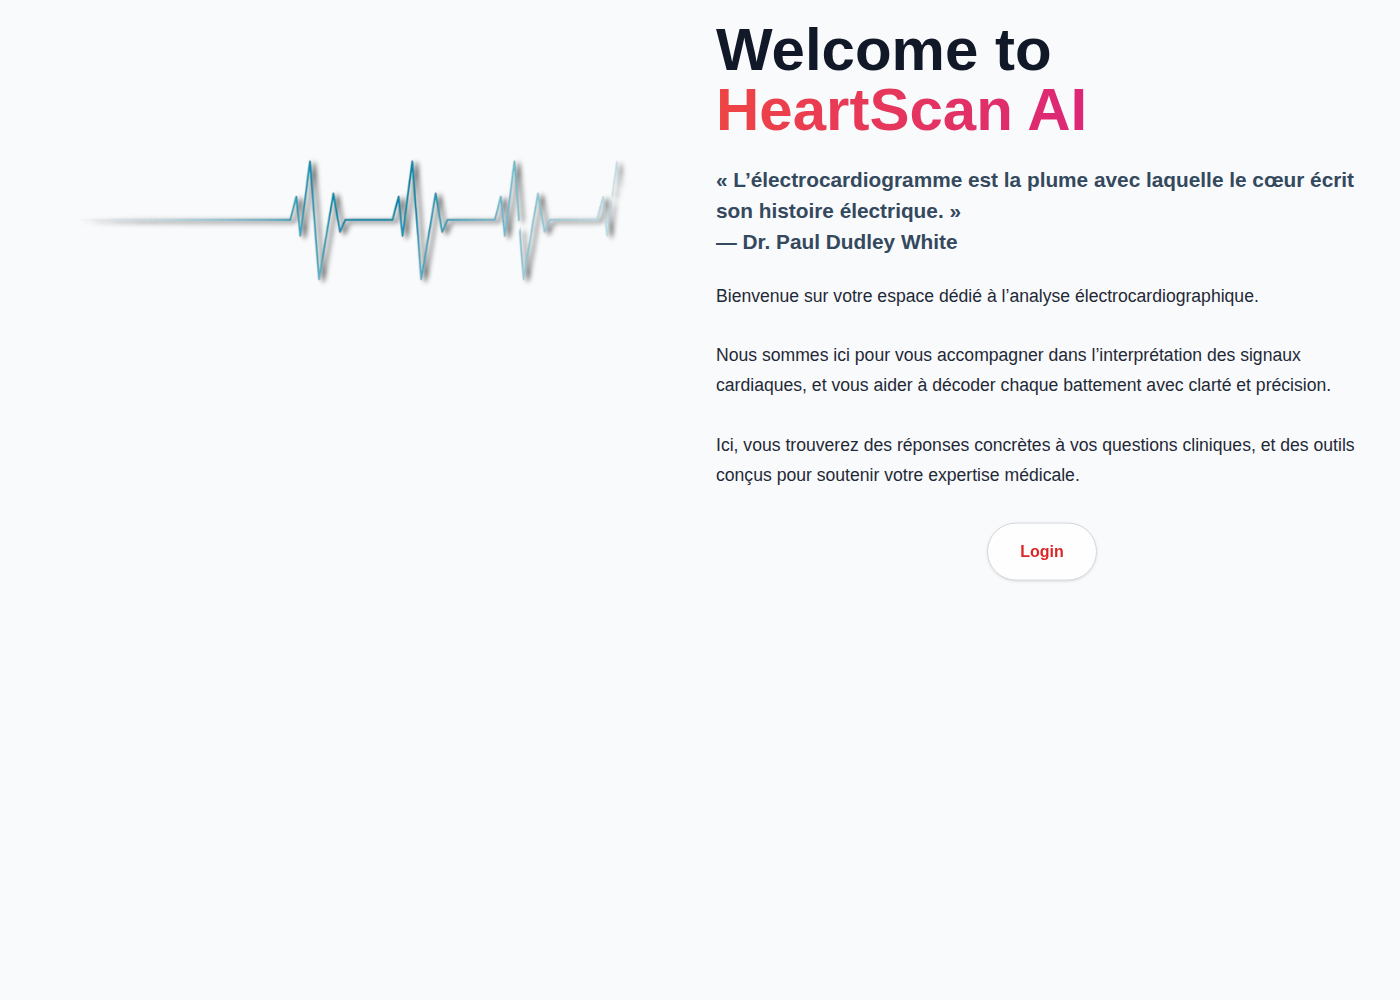 Welcome to
HeartScan AI
« L’électrocardiogramme est la plume avec laquelle le cœur écrit
son histoire électrique. »
— Dr. Paul Dudley White
Bienvenue sur votre espace dédié à l’analyse électrocardiographique.
Nous sommes ici pour vous accompagner dans l’interprétation des signaux
cardiaques, et vous aider à décoder chaque battement avec clarté et précision.
Ici, vous trouverez des réponses concrètes à vos questions cliniques, et des outils
conçus pour soutenir votre expertise médicale.
Login